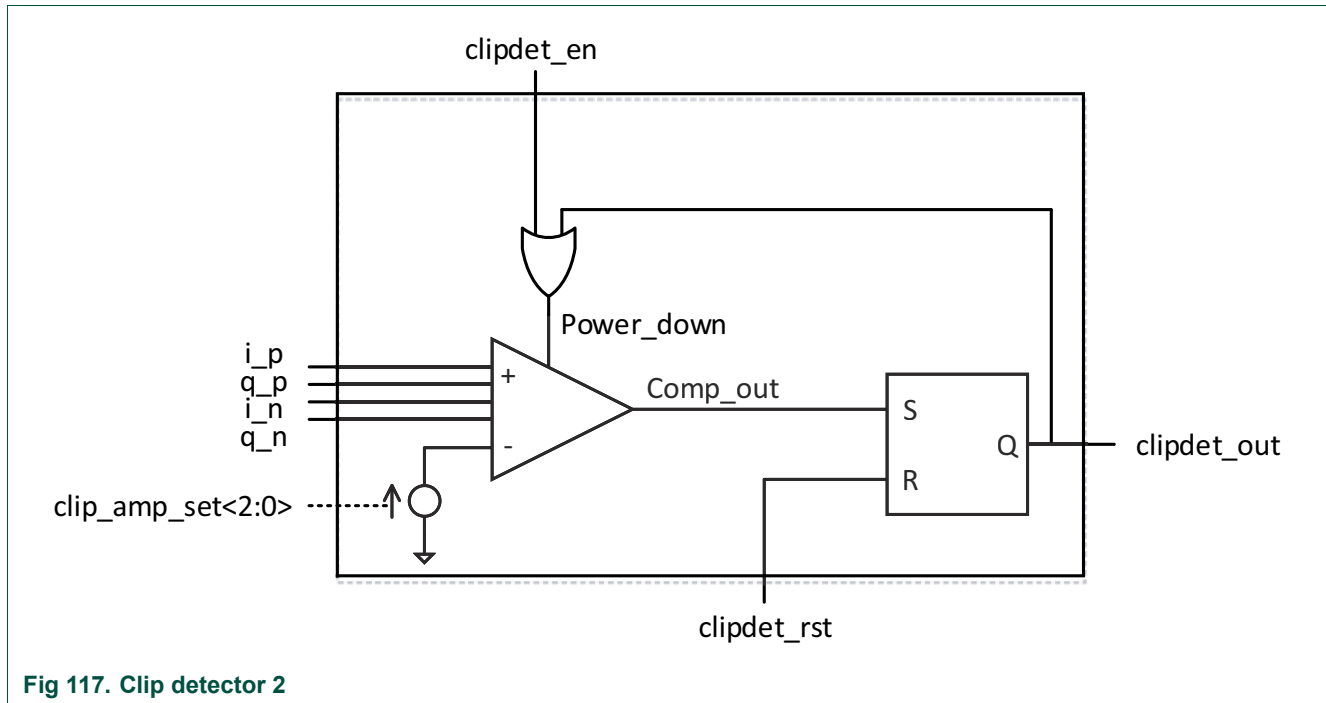 clipdet_en
Power_down
i_p
q_p
i_n
q_n
+
-
Comp_out
S
Q
R
clipdet_out
clip_amp_set<2:0>
clipdet_rst
Fig 117. Clip detector 2